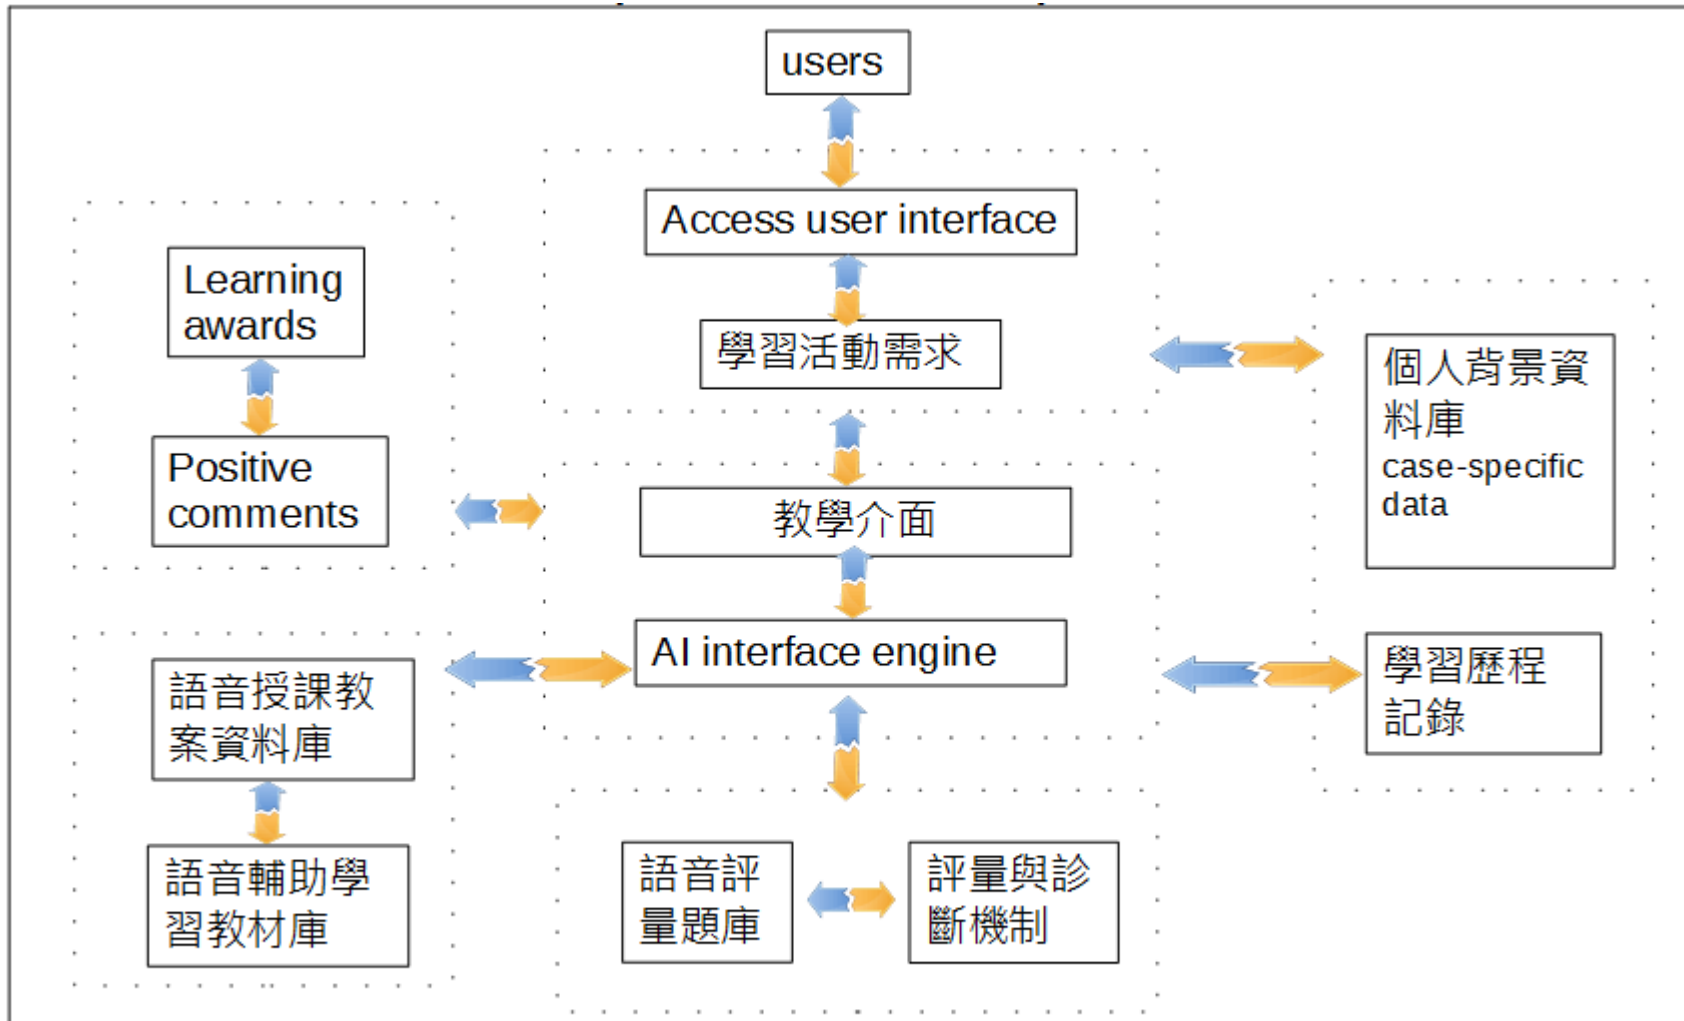 users
Access user interface
學習活動需求
Learning
awards
Positive
comments
教學介面
AI interface engine
個人背景資
料庫
case-specific
data
學習歷程
記錄
語音授課教
案資料庫
語音輔助學
習教材庫
語音評
量題庫
評量與診
斷機制